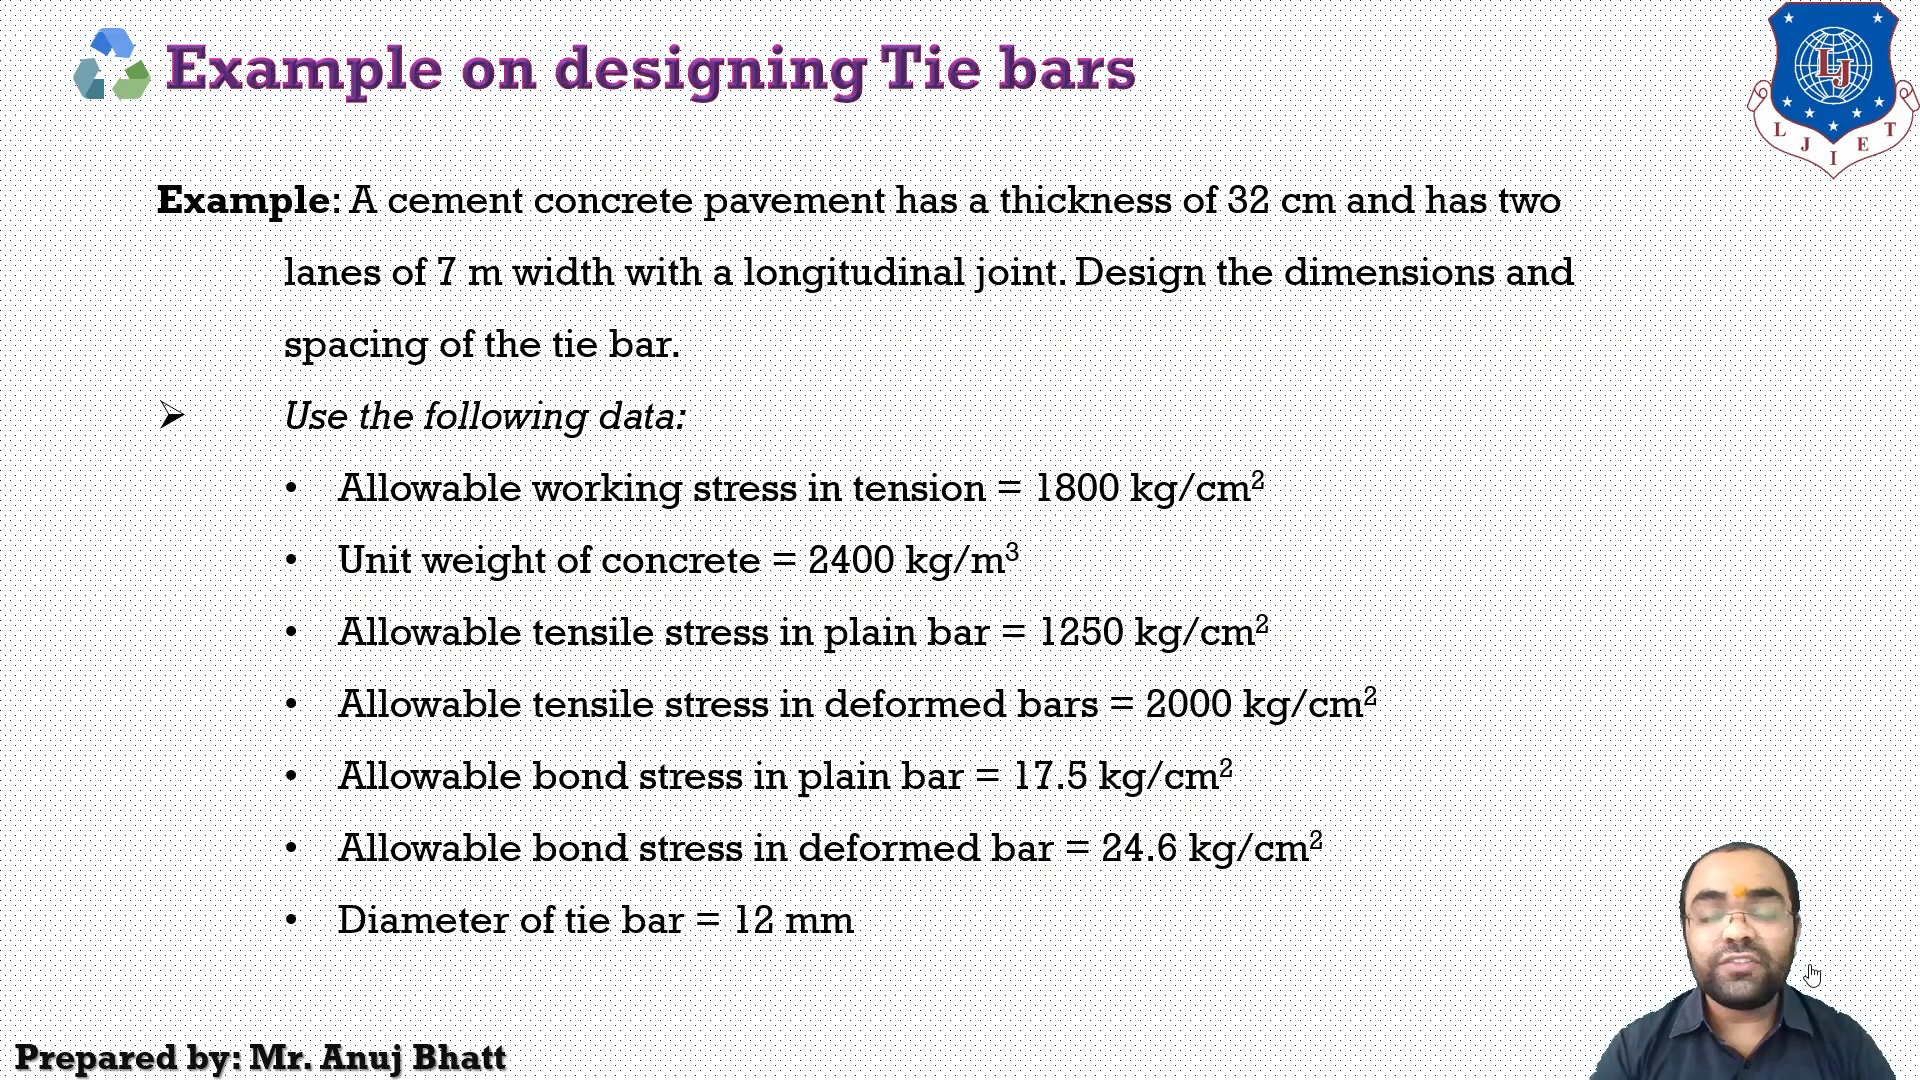 Example on designing Tie bars
LJ
L J I E T
Example: A cement concrete pavement has a thickness of 32 cm and has two
lanes of 7 m width with a longitudinal joint. Design the dimensions and
spacing of the tie bar.
➢ Use the following data:
• Allowable working stress in tension = 1800 kg/cm²
• Unit weight of concrete = 2400 kg/m³
• Allowable tensile stress in plain bar = 1250 kg/cm²
• Allowable tensile stress in deformed bars = 2000 kg/cm²
• Allowable bond stress in plain bar = 17.5 kg/cm²
• Allowable bond stress in deformed bar = 24.6 kg/cm²
• Diameter of tie bar = 12 mm
Prepared by: Mr. Anuj Bhatt